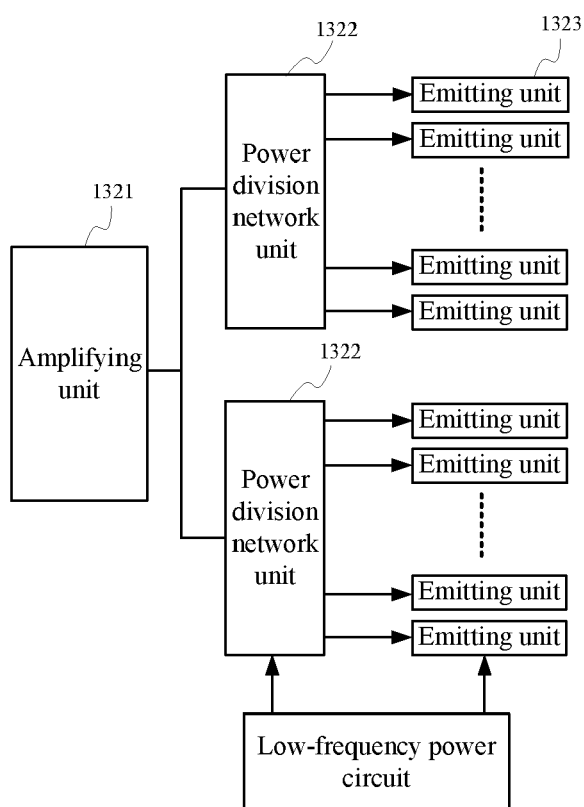 1322
1323
Emitting unit
Emitting unit
Power
division
network
unit
1321
Emitting unit
Emitting unit
Amplifying
unit
1322
Emitting unit
Emitting unit
Power
division
network
unit
Emitting unit
Emitting unit
Low-frequency power
circuit